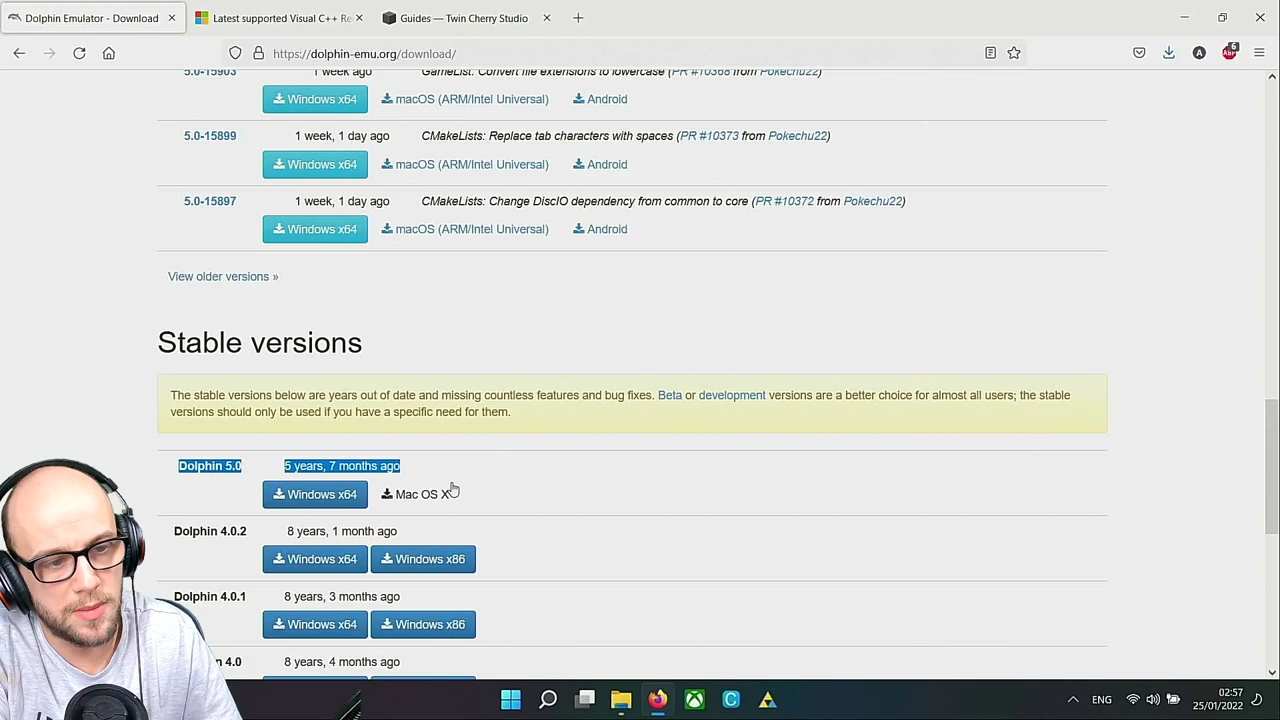 Dolphin Emulator - Download
Latest supported Visual C++ Re
Guides — Twin Cherry Studio
https://dolphin-emu.org/download/
5.0-15903 1 week ago GameList: Convert file extensions to lowercase (PR #10368 from Pokechu22)
Windows x64 macOS (ARM/Intel Universal) Android
5.0-15899 1 week, 1 day ago CMakeLists: Replace tab characters with spaces (PR #10373 from Pokechu22)
Windows x64 macOS (ARM/Intel Universal) Android
5.0-15897 1 week, 1 day ago CMakeLists: Change DiscIO dependency from common to core (PR #10372 from Pokechu22)
Windows x64 macOS (ARM/Intel Universal) Android
View older versions »
Stable versions
The stable versions below are years out of date and missing countless features and bug fixes. Beta or development versions are a better choice for almost all users; the stable
versions should only be used if you have a specific need for them.
Dolphin 5.0 5 years, 7 months ago
Windows x64 Mac OS X
Dolphin 4.0.2 8 years, 1 month ago
Windows x64 Windows x86
Dolphin 4.0.1 8 years, 3 months ago
Windows x64 Windows x86
4.0 8 years, 4 months ago
ENG
02:57
25/01/2022